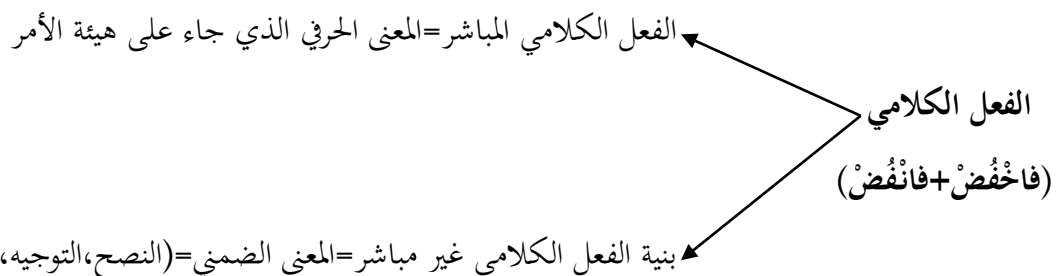 الفعل الكلامي المباشر=المعنى الحرفي الذي جاء على هيئة الأمر
الفعل الكلامي
(فاخْفُضْ+فانْفُضْ)
بنية الفعل الكلامي غير مباشر=المعنى الضمني=(النصح،التوجيه،